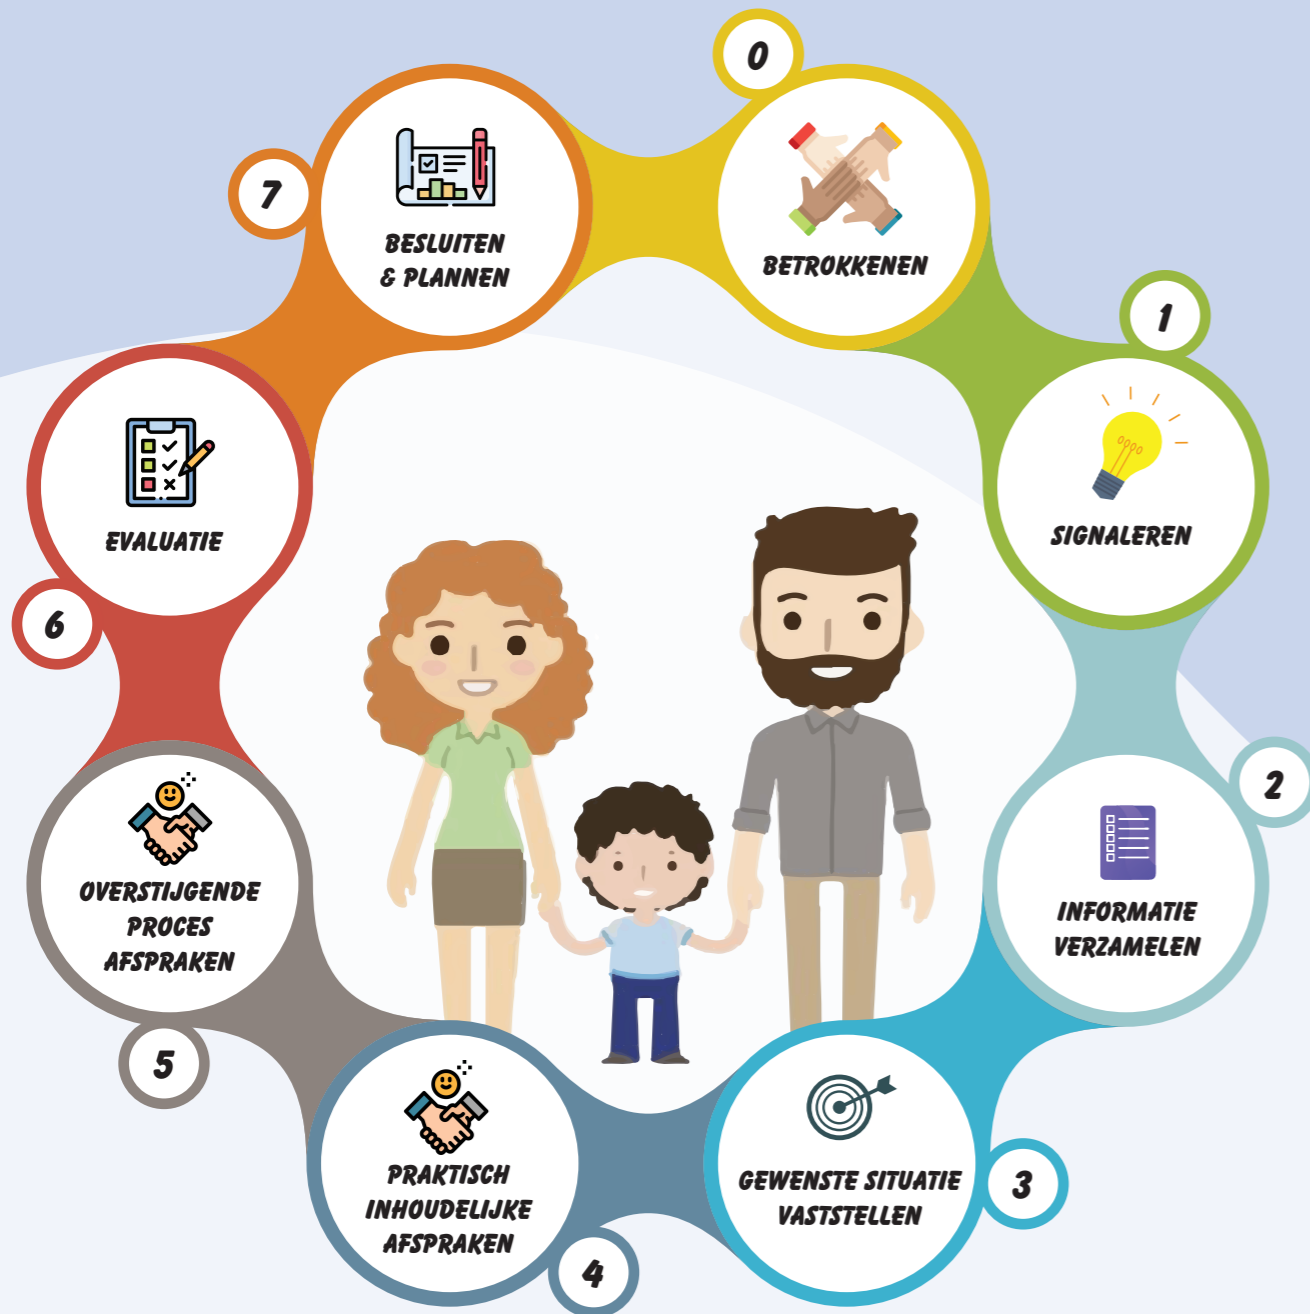 0
BETROKKENEN
1
SIGNALEREN
2
INFORMATIE
VERZAMELEN
3
GEWENSTE SITUATIE
VASTSTELLEN
4
PRAKTISCH
INHOUDELIJKE
AFSPRAKEN
5
OVERSTIJGENDE
PROCES
AFSPRAKEN
6
EVALUATIE
7
BESLUITEN
& PLANNEN